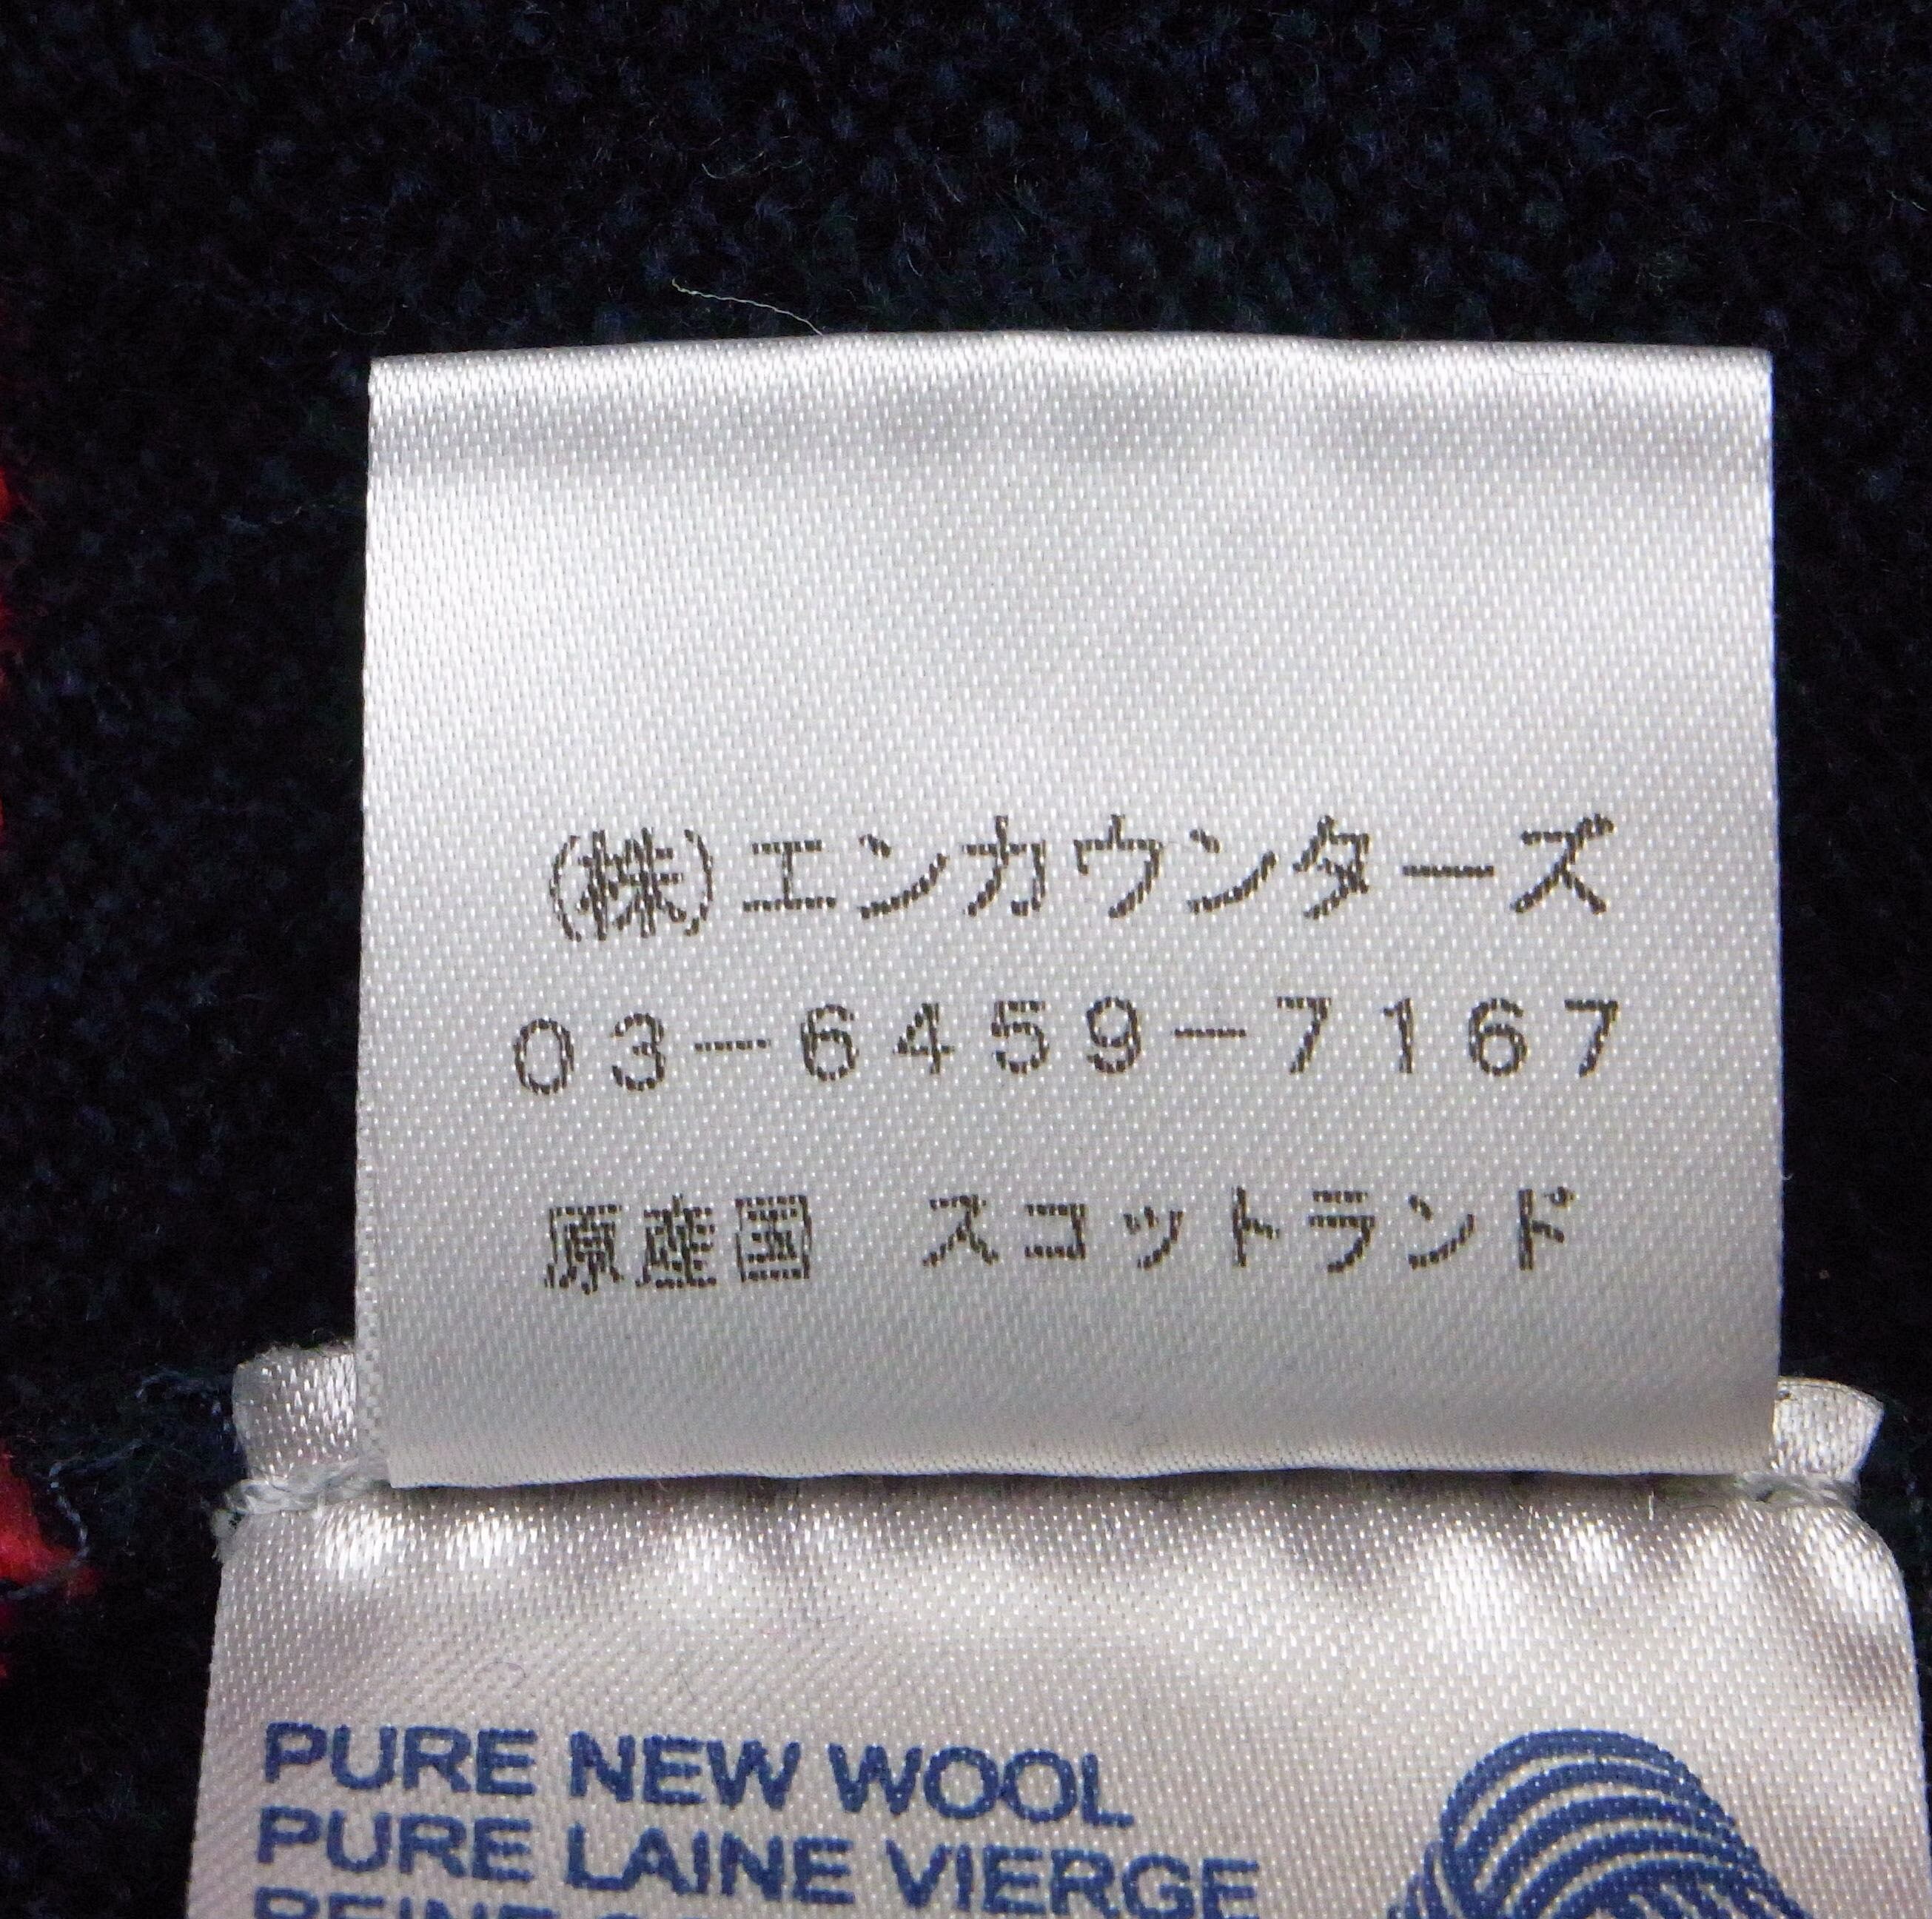 (株)エンカウンターズ
03-6459-7167
原産国　スコットランド
PURE NEW WOOL
PURE LAINE VIERGE